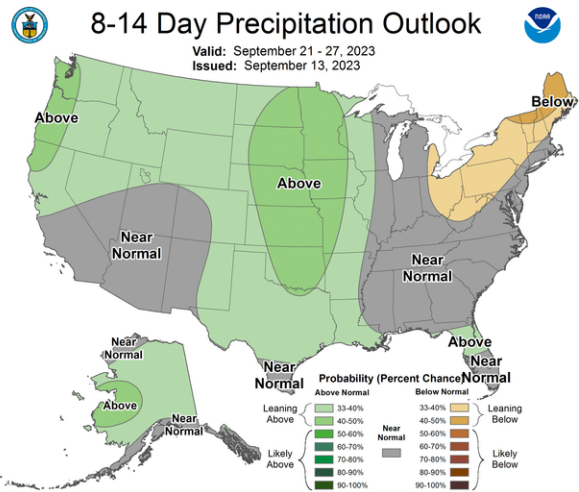 8-14 Day Precipitation Outlook
NOAA
Valid: September 21 - 27, 2023
Issued: September 13, 2023
Above
Below
Above
Near
Normal
Near
Normal
Near
Normal
Above
Near
Normal
Above
Near
Normal
Near
Normal
Probability (Percent Chance)
Above Normal
Below Normal
Leaning
Above
33-40%
40-50%
Likely
Above
50-60%
60-70%
70-80%
80-90%
90-100%
Near
Normal
33-40%
40-50%
Leaning
Below
50-60%
60-70%
70-80%
80-90%
90-100%
Likely
Below